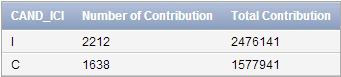 CAND_ICI Number of Contribution Total Contribution
I 2212 2476141
C 1638 1577941